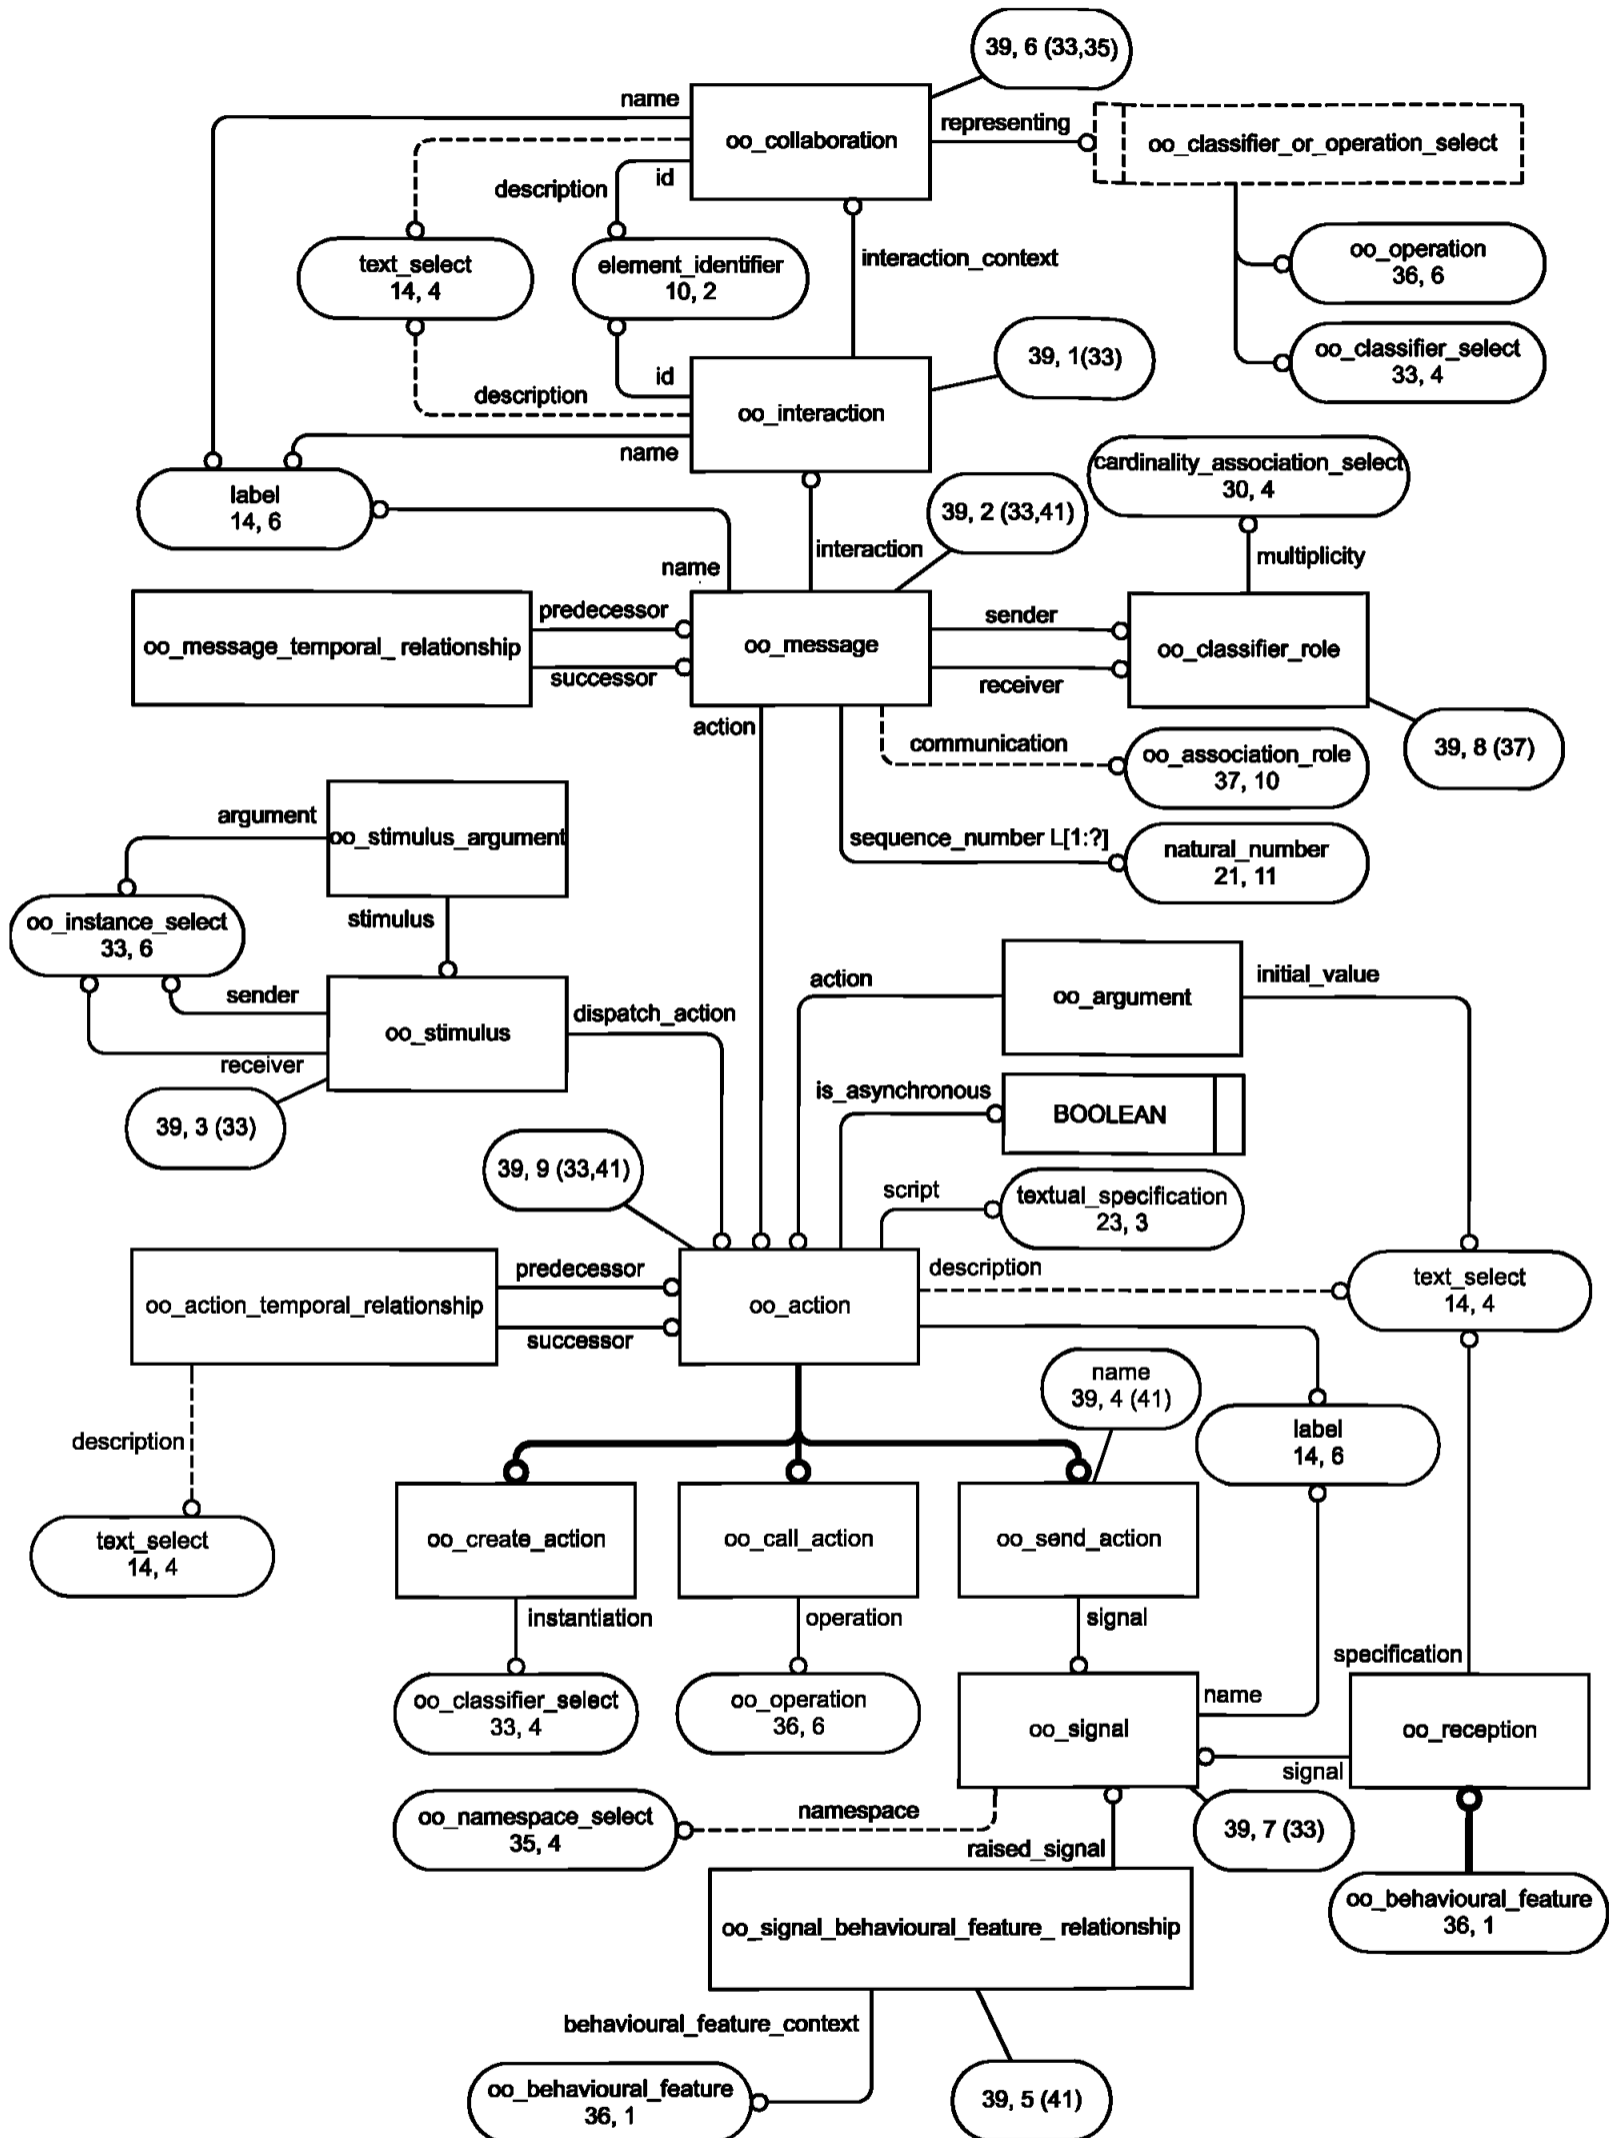 39, 6 (33,35)
name
oo_collaboration
representing
oo_classifier_or_operation_select
description
id
text_select
14, 4
element_identifier
10, 2
interaction_context
oo_operation
36, 6
oo_classifier_select
33, 4
39, 1(33)
id
description
oo_interaction
name
label
14, 6
cardinality_association_select
30, 4
39, 2 (33,41)
interaction
multiplicity
name
oo_message_temporal_ relationship
predecessor
successor
oo_message
sender
receiver
oo_classifier_role
action
communication
oo_association_role
37, 10
39, 8 (37)
argument
oo_stimulus_argument
sequence_number L[1:?]
natural_number
21, 11
oo_instance_select
33, 6
stimulus
sender
receiver
oo_stimulus
dispatch_action
action
oo_argument
initial_value
39, 3 (33)
is_asynchronous
BOOLEAN
39, 9 (33,41)
script
textual_specification
23, 3
oo_action_temporal_relationship
predecessor
successor
oo_action
description
text_select
14, 4
name
39, 4 (41)
description
label
14, 6
text_select
14, 4
oo_create_action
oo_call_action
oo_send_action
instantiation
operation
signal
specification
oo_classifier_select
33, 4
oo_operation
36, 6
oo_signal
name
oo_reception
signal
oo_namespace_select
35, 4
namespace
raised_signal
39, 7 (33)
oo_behavioural_feature
36, 1
oo_signal_behavioural_feature_ relationship
behavioural_feature_context
oo_behavioural_feature
36, 1
39, 5 (41)